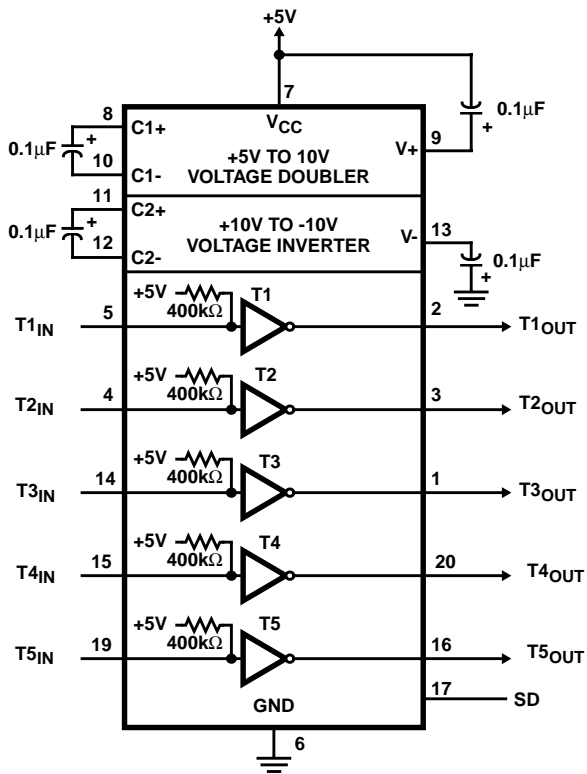 +5V
7
8
C1+
VCC
0.1µF
+
0.1µF
+
10
C1-
+5V TO 10V
VOLTAGE DOUBLER
V+
9
11
C2+
+10V TO -10V
VOLTAGE INVERTER
V-
13
0.1µF
+
12
C2-
0.1µF
+
T1IN
5
+5V
400kΩ
T1
2
T1OUT
T2IN
4
+5V
400kΩ
T2
3
T2OUT
T3IN
14
+5V
400kΩ
T3
1
T3OUT
T4IN
15
+5V
400kΩ
T4
20
T4OUT
T5IN
19
+5V
400kΩ
T5
16
T5OUT
17
SD
GND
6